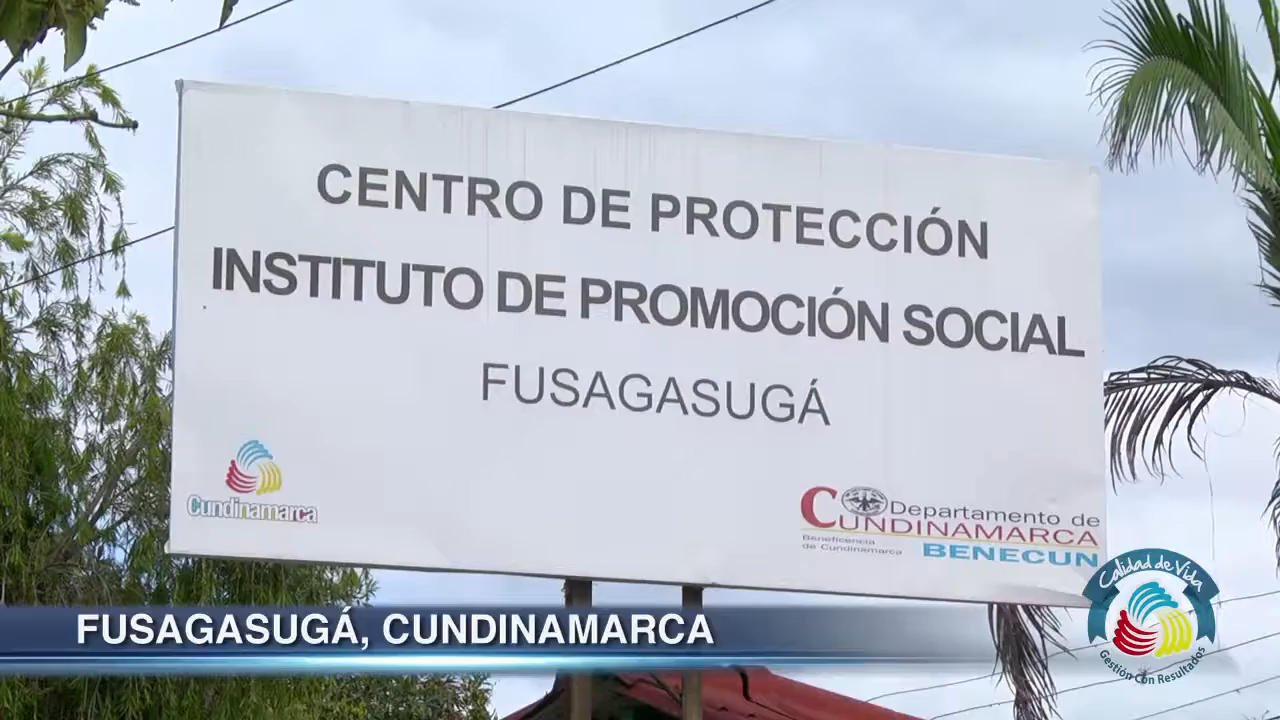 CENTRO DE PROTECCIÓN
INSTITUTO DE PROMOCIÓN SOCIAL
FUSAGASUGÁ
Cundinamarca
Departamento de
CUNDINAMARCA
Beneficencia
de Cundinamarca
BENECUN
FUSAGASUGÁ, CUNDINAMARCA
Calidad de Vida
Gestión Con Resultados